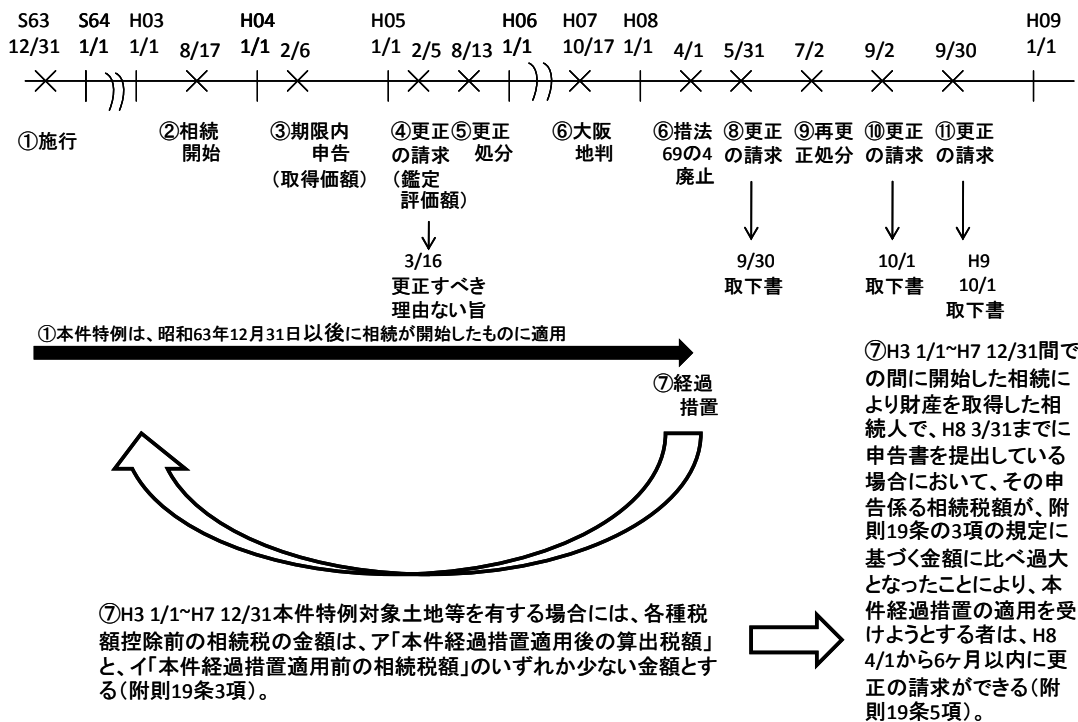 S63 S64 H03 H04 H05 H06 H07 H08 H09
12/31 1/1 1/1 8/17 1/1 2/6 1/1 2/5 8/13 1/1 10/17 1/1 4/1 5/31 7/2 9/2 9/30 1/1
①施行
②相続
開始
③期限内
申告
(取得価額)
④更正
の請求
(鑑定
評価額)
⑤更正
処分
⑥大阪
地判
⑥措法
69の4
廃止
⑧更正
の請求
⑨再更
正処分
⑩更正
の請求
⑪更正
の請求
3/16
更正すべき
理由ない旨
9/30
取下書
10/1
取下書
H9
10/1
取下書
①本件特例は、昭和63年12月31日以後に相続が開始したものに適用
⑦経過
措置
⑦H3 1/1~H7 12/31本件特例対象土地等を有する場合には、各種税
額控除前の相続税の金額は、ア「本件経過措置適用後の算出税額」
と、イ「本件経過措置適用前の相続税額」のいずれか少ない金額とす
る(附則19条3項)。
⑦H3 1/1~H7 12/31間で
の間に開始した相続に
より財産を取得した相
続人で、H8 3/31までに
申告書を提出している
場合において、その申
告係る相続税額が、附
則19条の3項の規定に
基づく金額に比べ過大
となったことにより、本
件経過措置の適用を受
けようとする者は、H8
4/1から6ヶ月以内に更
正の請求ができる(附
則19条5項)。